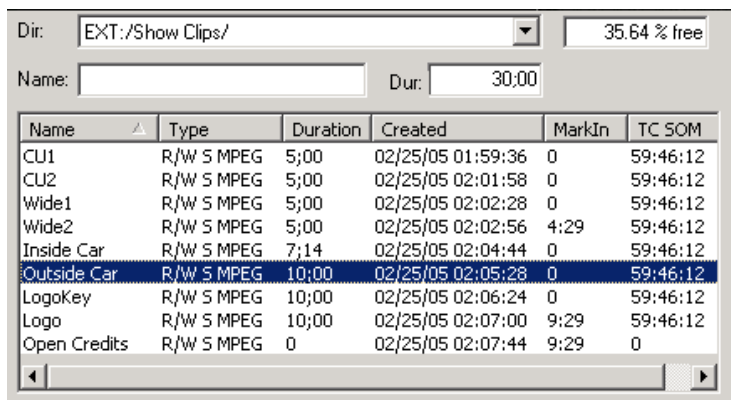 Dir: EXT:/Show Clips/ 35.64 % free
Name: Dur: 30;00
Name Type Duration Created MarkIn TC SOM
CU1 R/W S MPEG 5;00 02/25/05 01:59:36 0 59:46:12
CU2 R/W S MPEG 5;00 02/25/05 02:01:58 0 59:46:12
Wide1 R/W S MPEG 5;00 02/25/05 02:02:28 0 59:46:12
Wide2 R/W S MPEG 5;00 02/25/05 02:02:56 4:29 59:46:12
Inside Car R/W S MPEG 7;14 02/25/05 02:04:44 0 59:46:12
Outside Car R/W S MPEG 10;00 02/25/05 02:05:28 0 59:46:12
LogoKey R/W S MPEG 10;00 02/25/05 02:06:24 0 59:46:12
Logo R/W S MPEG 10;00 02/25/05 02:07:00 9:29 59:46:12
Open Credits R/W S MPEG 0 02/25/05 02:07:44 9:29 0